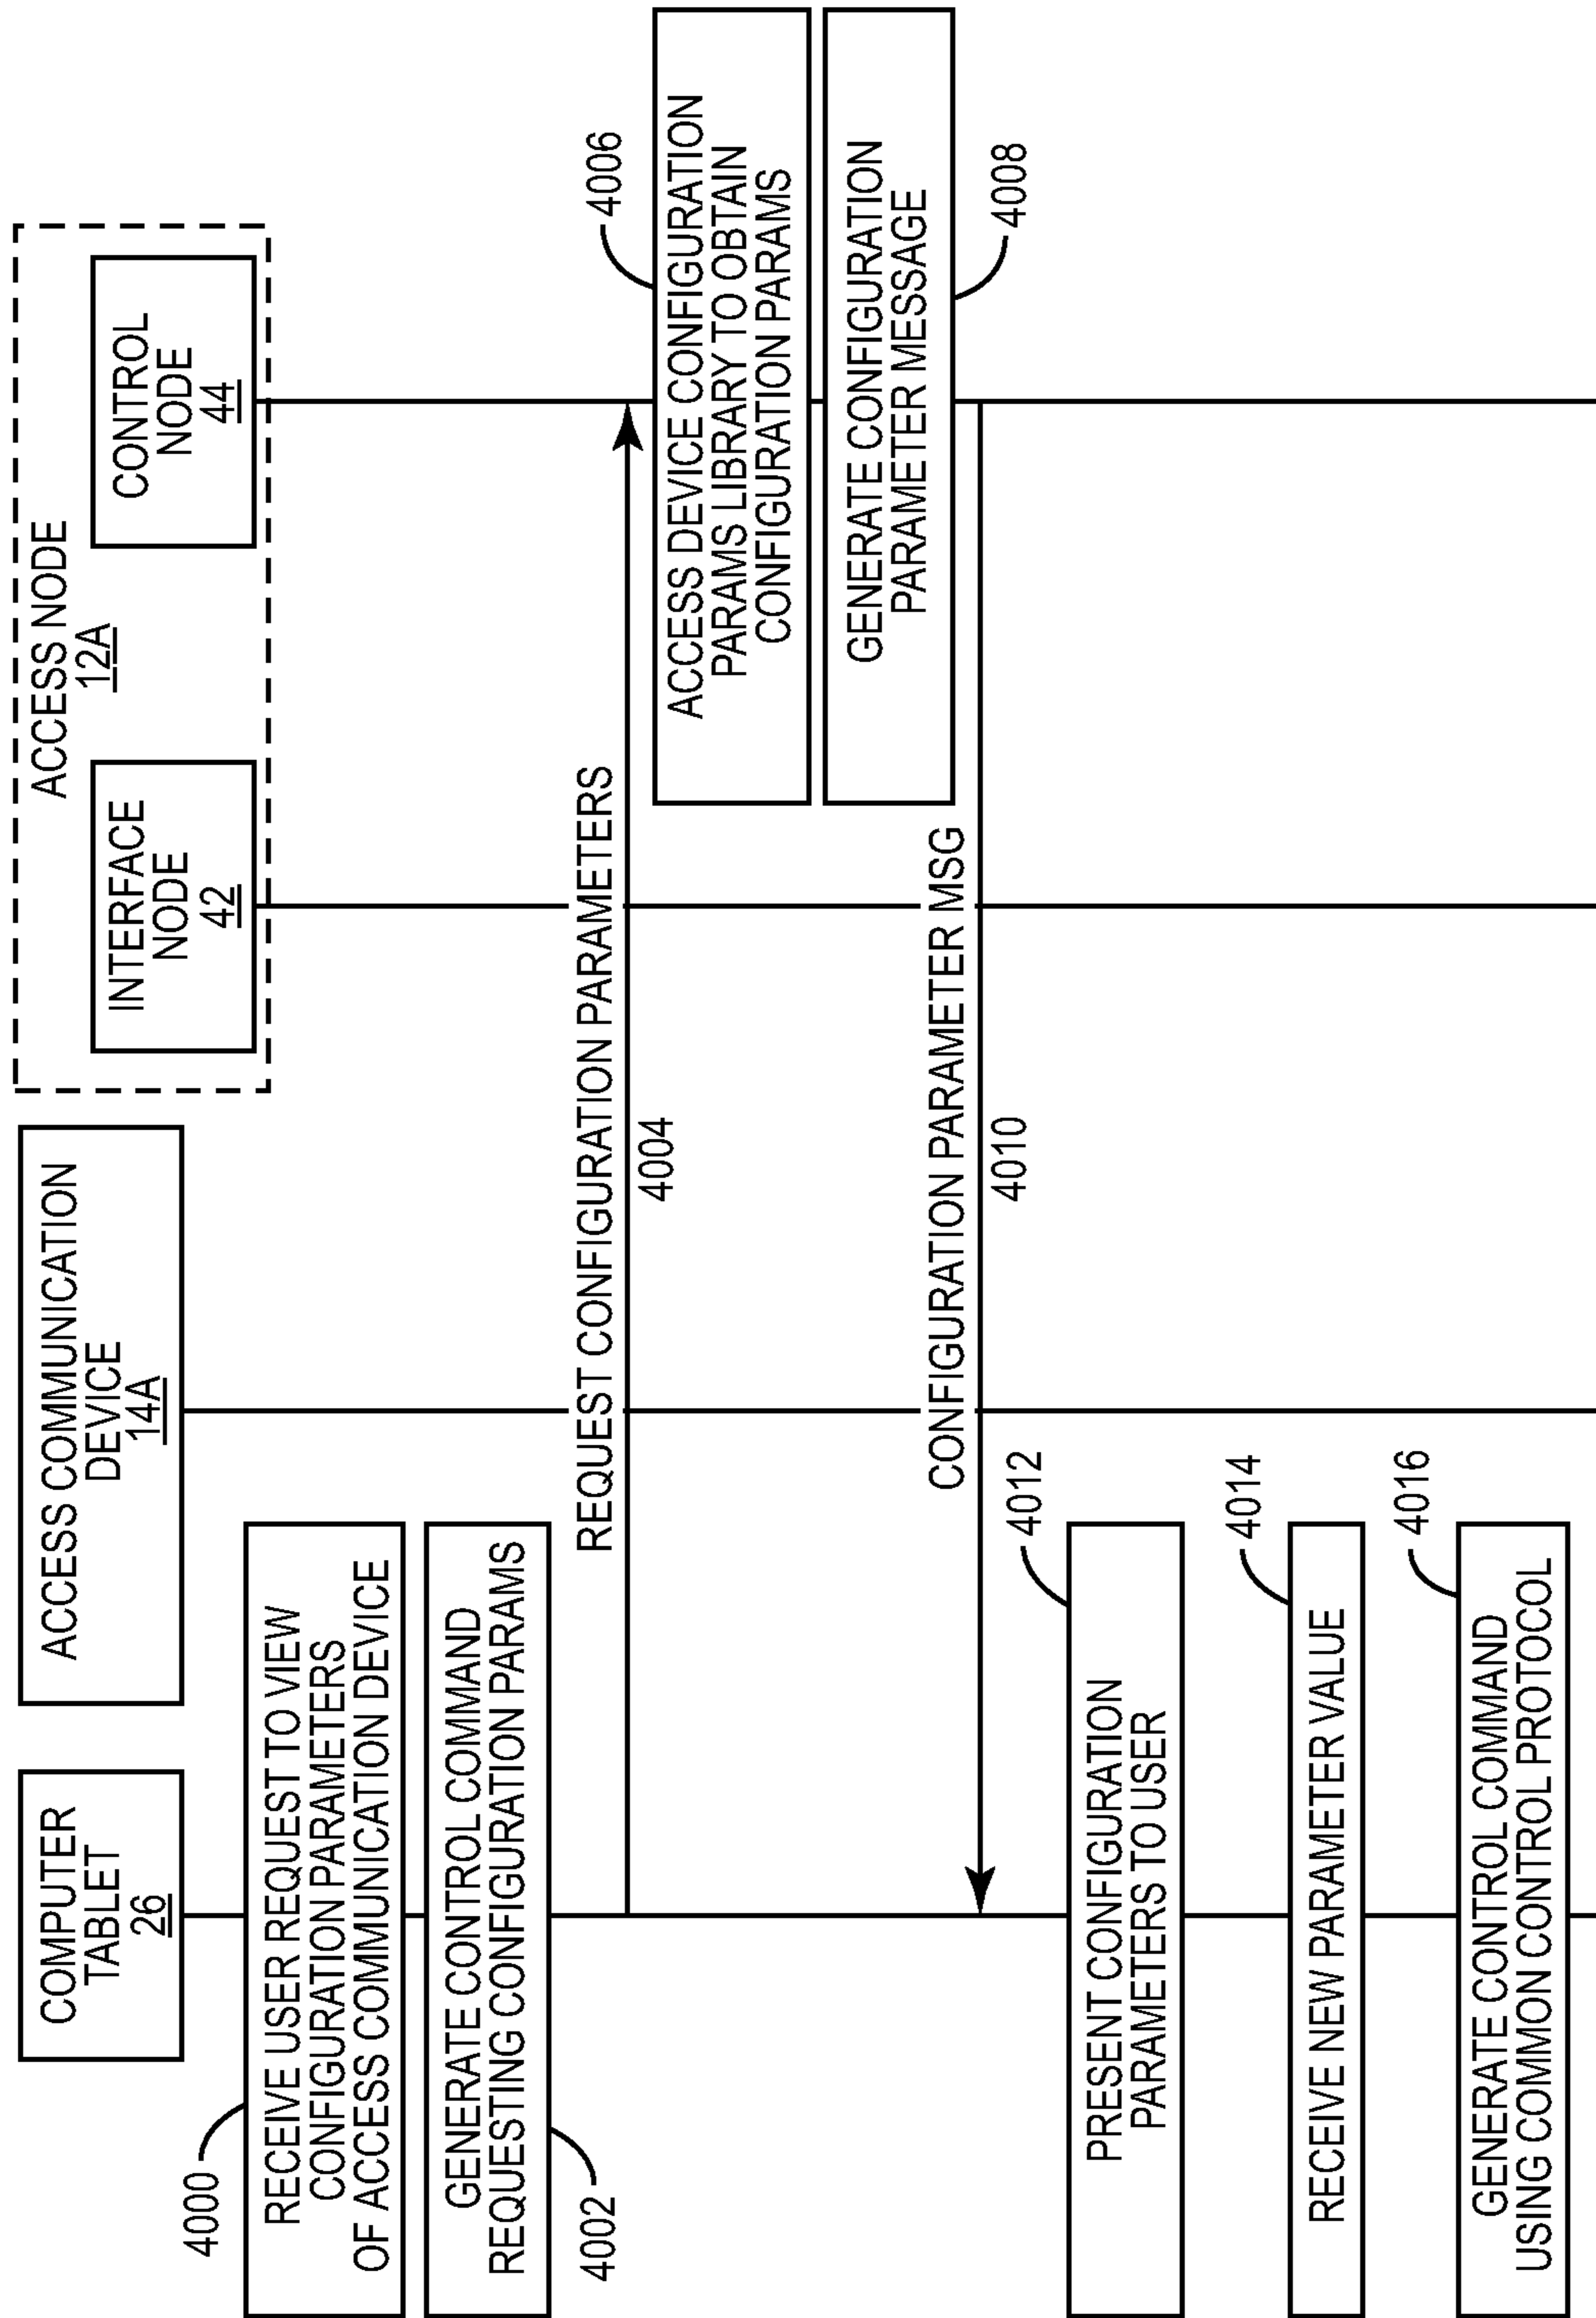 COMPUTER
TABLET
26
ACCESS COMMUNICATION
DEVICE
14A
ACCESS NODE
12A
INTERFACE
NODE
42
CONTROL
NODE
44
4000
RECEIVE USER REQUEST TO VIEW
CONFIGURATION PARAMETERS
OF ACCESS COMMUNICATION DEVICE
GENERATE CONTROL COMMAND
REQUESTING CONFIGURATION PARAMS
4002
REQUEST CONFIGURATION PARAMETERS
4004
4006
ACCESS DEVICE CONFIGURATION
PARAMS LIBRARY TO OBTAIN
CONFIGURATION PARAMS
GENERATE CONFIGURATION
PARAMETER MESSAGE
4008
CONFIGURATION PARAMETER MSG
4010
4012
PRESENT CONFIGURATION
PARAMETERS TO USER
4014
RECEIVE NEW PARAMETER VALUE
4016
GENERATE CONTROL COMMAND
USING COMMON CONTROL PROTOCOL